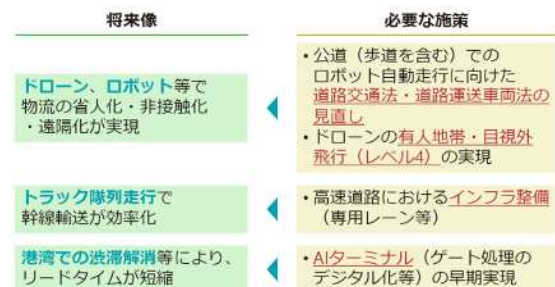 将来像
必要な施策
ドローン、ロボット等で
物流の省人化・非接触化
・遠隔化が実現
・公道（歩道を含む）での
ロボット自動走行に向けた
道路交通法・道路運送車両法の
見直し
・ドローンの有人地帯・目視外
飛行（レベル4）の実現
トラック隊列走行で
幹線輸送が効率化
・高速道路におけるインフラ整備
（専用レーン等）
港湾での渋滞解消等により、
リードタイムが短縮
・AIターミナル（ゲート処理の
デジタル化等）の早期実現